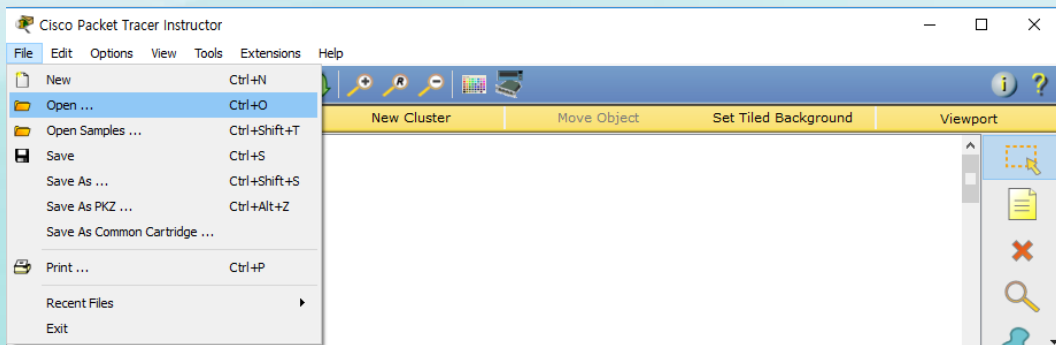 Cisco Packet Tracer Instructor
File Edit Options View Tools Extensions Help
New Ctrl+N
Open ... Ctrl+O
Open Samples ... Ctrl+Shift+T
Save Ctrl+S
Save As ... Ctrl+Shift+S
Save As PKZ ... Ctrl+Alt+Z
Save As Common Cartridge ...
Print ... Ctrl+P
Recent Files
Exit
R
i ?
New Cluster Move Object Set Tiled Background Viewport